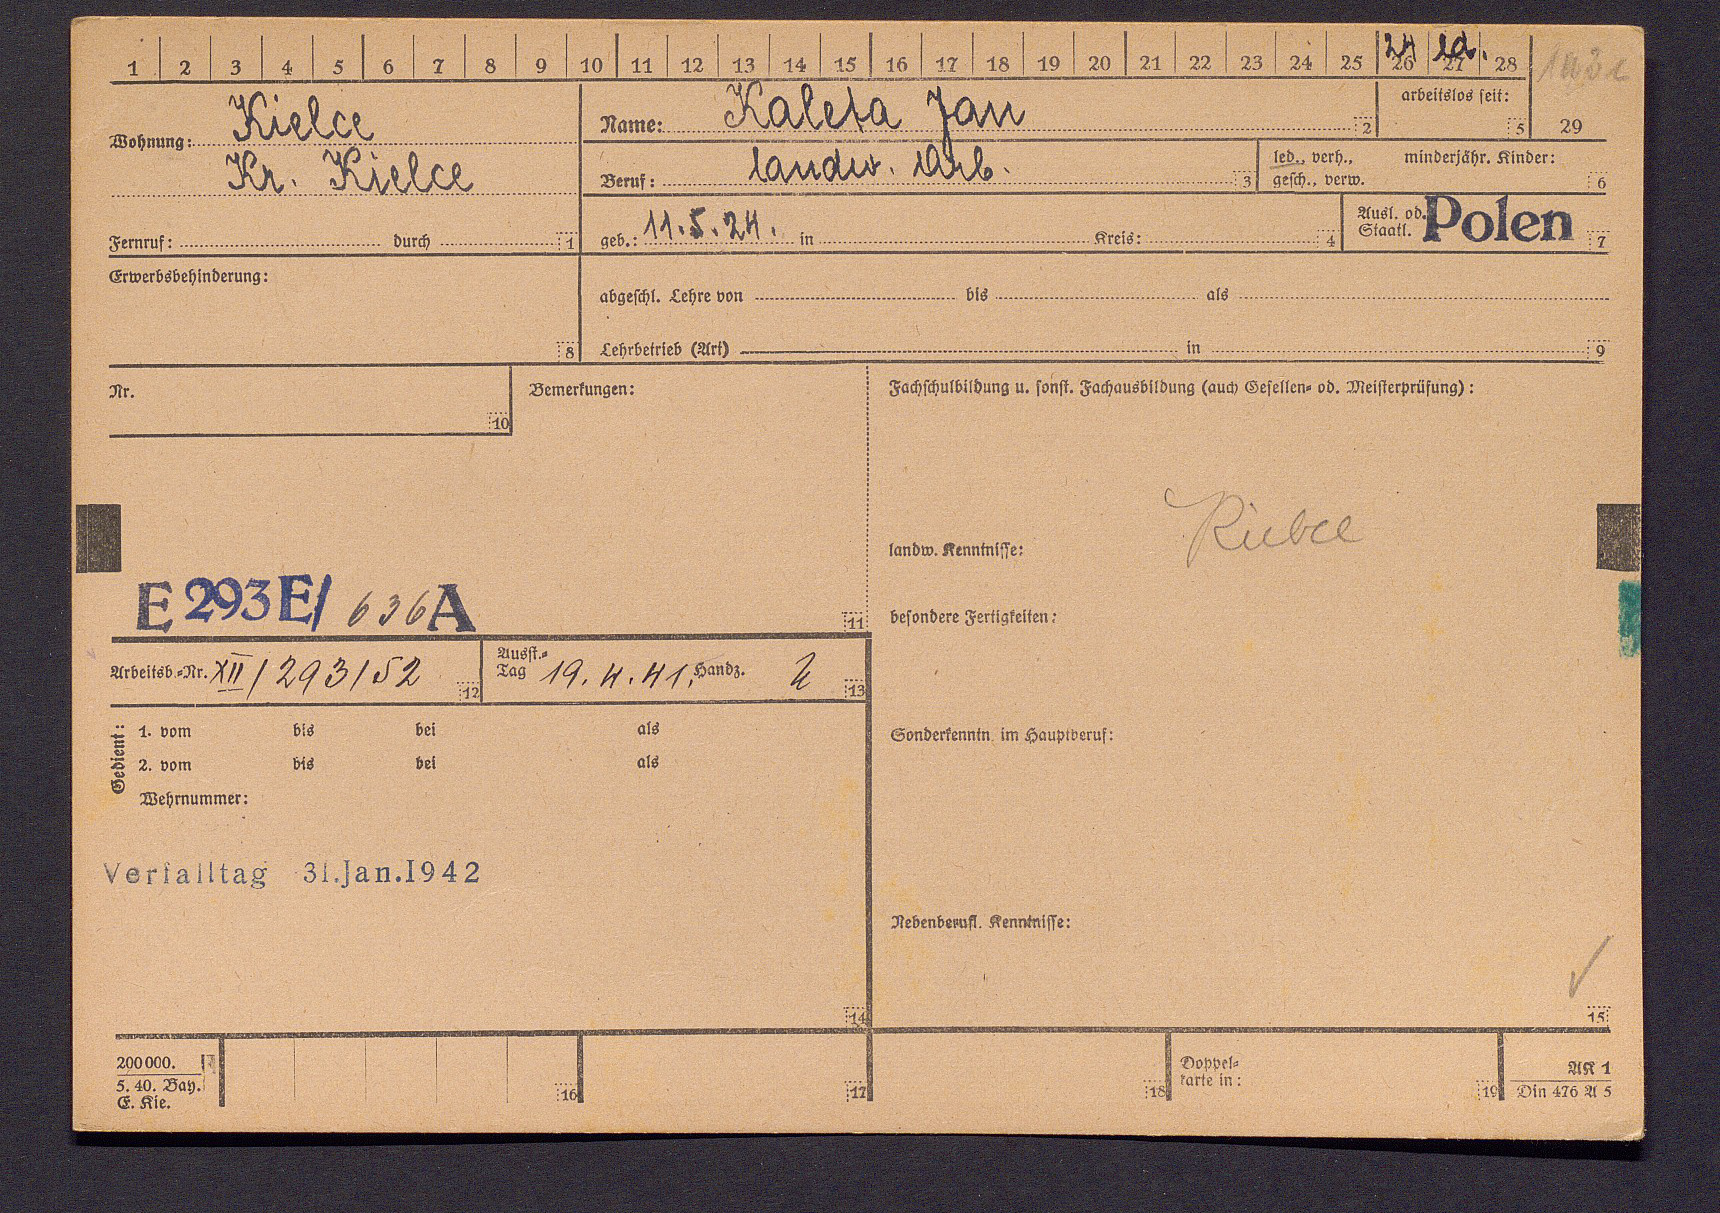 1 2 3 4 5 6 7 8 9 10 11 12 13 14 15 16 17 18 19 20 21 22 23 24 25 26 27 28
24 ld.
Wohnung: Kielce
Kr. Kielce
Name: Kaleta Jan 2
arbeitslos seit: 5
29
Beruf: landw. Arb. 3
led., verh., minderjähr. Kinder:
gesch., verw. 6
Fernruf: durch 1
geb.: 11.5.24. in Kreis: 4
Ausl. od. Polen
Staatl. 7
Erwerbsbehinderung:
8
abgeschl. Lehre von bis als
Lehrbetrieb (Art) in 9
Nr.
10
Bemerkungen:
E 293 E/ 636 A
11
Fachschulbildung u. sonst. Fachausbildung (auch Gesellen- od. Meisterprüfung):
landw. Kenntnisse:
besondere Fertigkeiten:
Sonderkenntn. im Hauptberuf:
Nebenberufl. Kenntnisse:
15
Arbeitsb.-Nr. XII/293/52 12
Ausst.-
Tag 19.4.41. Handz. 13
Gedient:
1. vom bis bei als
2. vom bis bei als
Wehrnummer:
Verfalltag 31.Jan.1942
14
200 000.
5. 40. Bay.
E. Kie.
16
17
18
Doppel-
karte in:
19
AK 1
Din 476 A 5